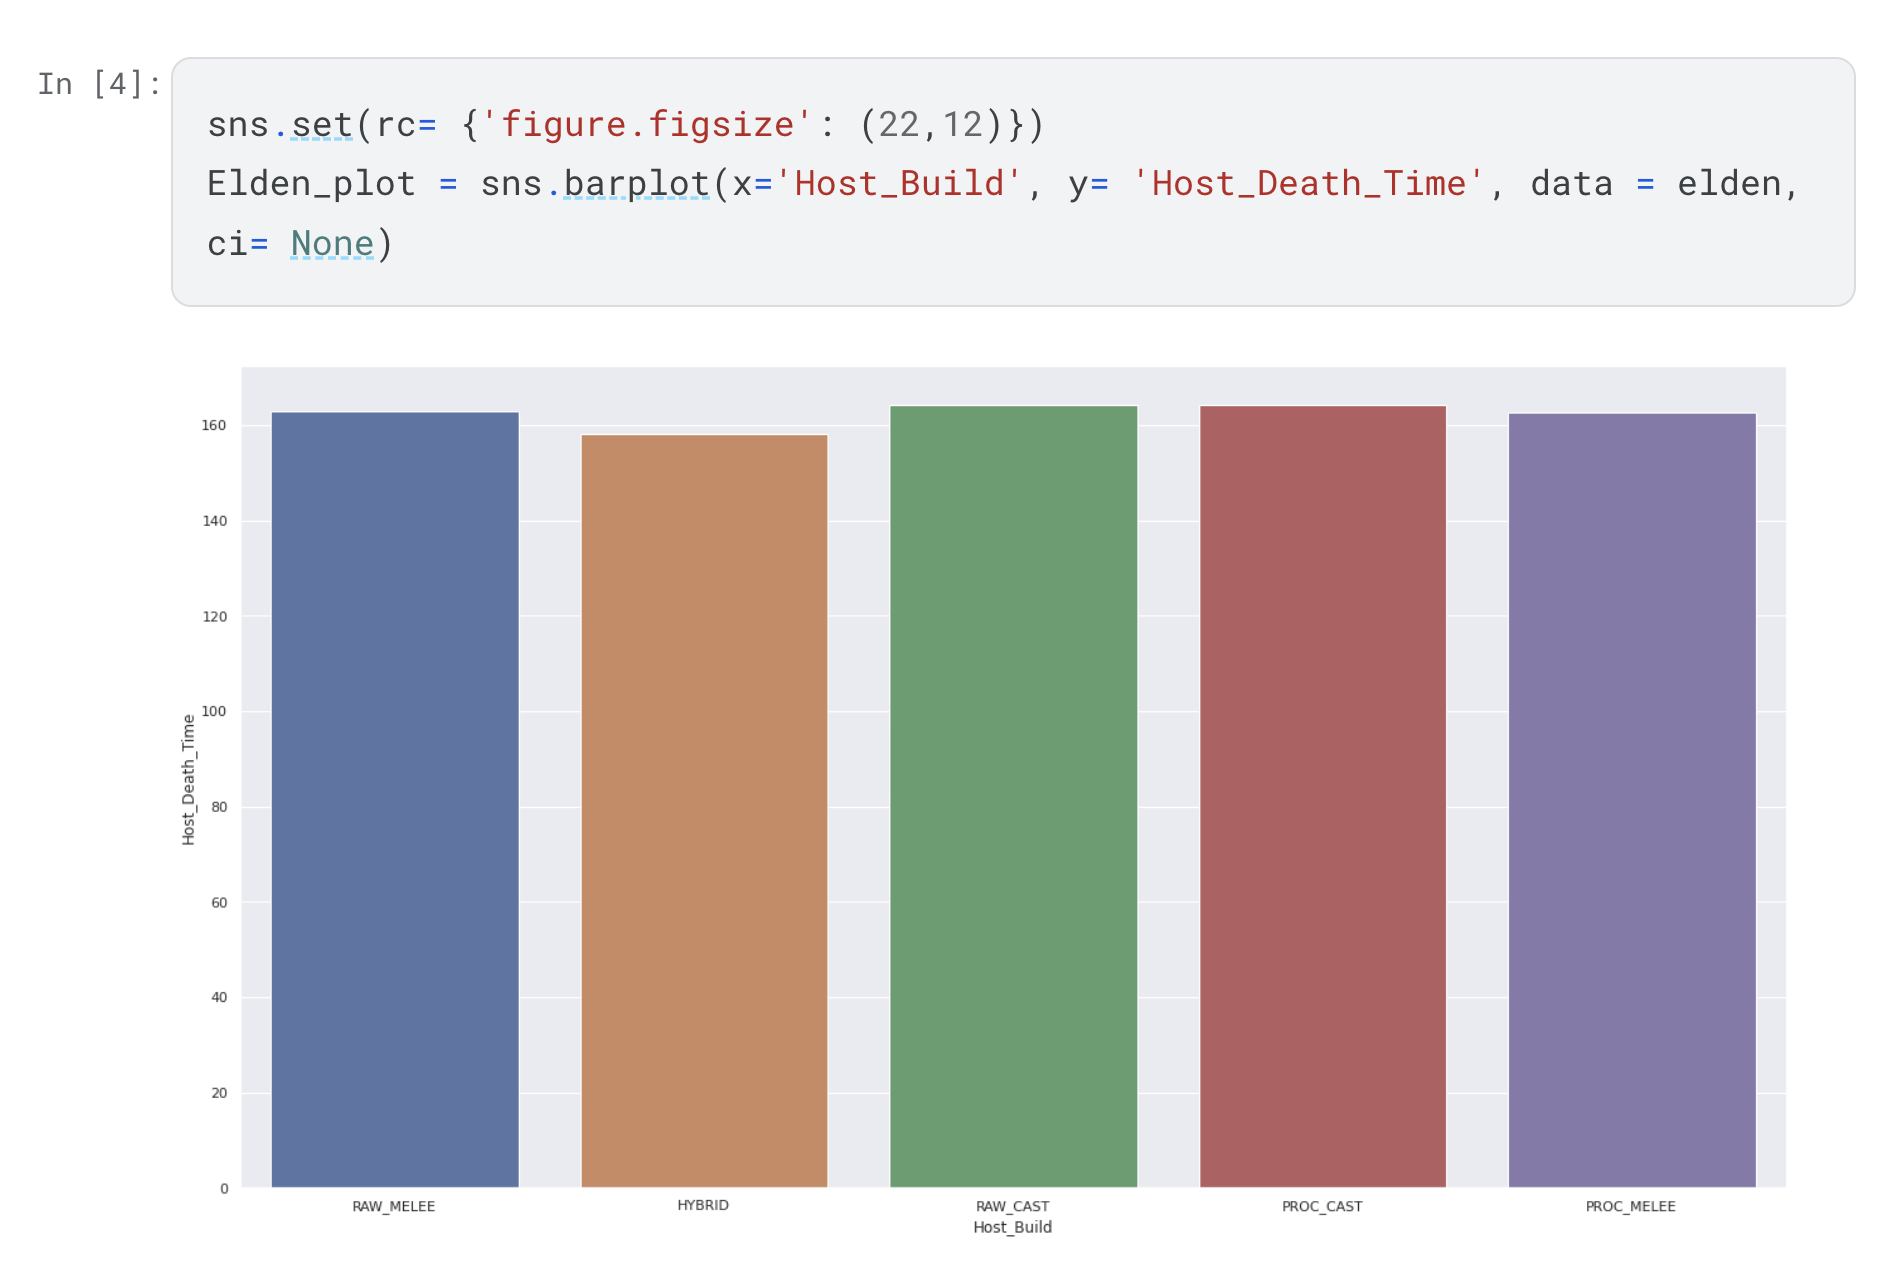 In [4]:
sns.set(rc= {'figure.figsize': (22,12)})
Elden_plot = sns.barplot(x='Host_Build', y= 'Host_Death_Time', data = elden,
ci= None)
160
140
120
100
80
60
40
20
0
Host_Death_Time
RAW_MELEE HYBRID RAW_CAST PROC_CAST PROC_MELEE
Host_Build